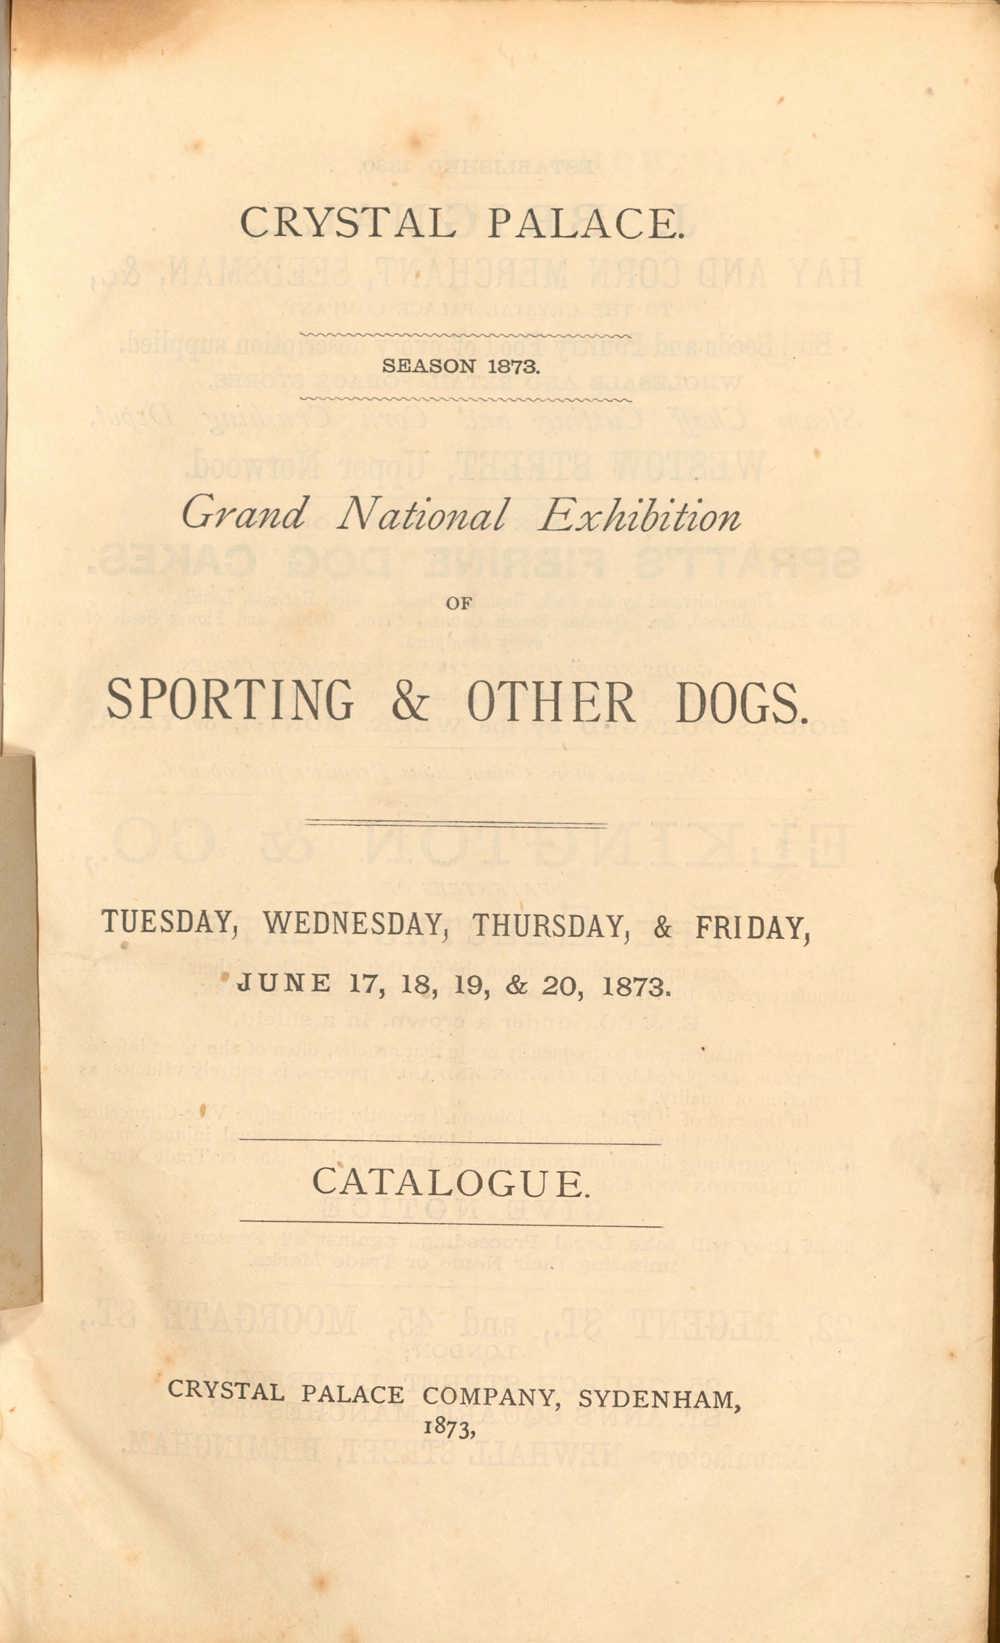 CRYSTAL PALACE.
SEASON 1873.
Grand National Exhibition
OF
SPORTING & OTHER DOGS.
TUESDAY, WEDNESDAY, THURSDAY, & FRIDAY,
JUNE 17, 18, 19, & 20, 1873.
CATALOGUE.
CRYSTAL PALACE COMPANY, SYDENHAM,
1873,